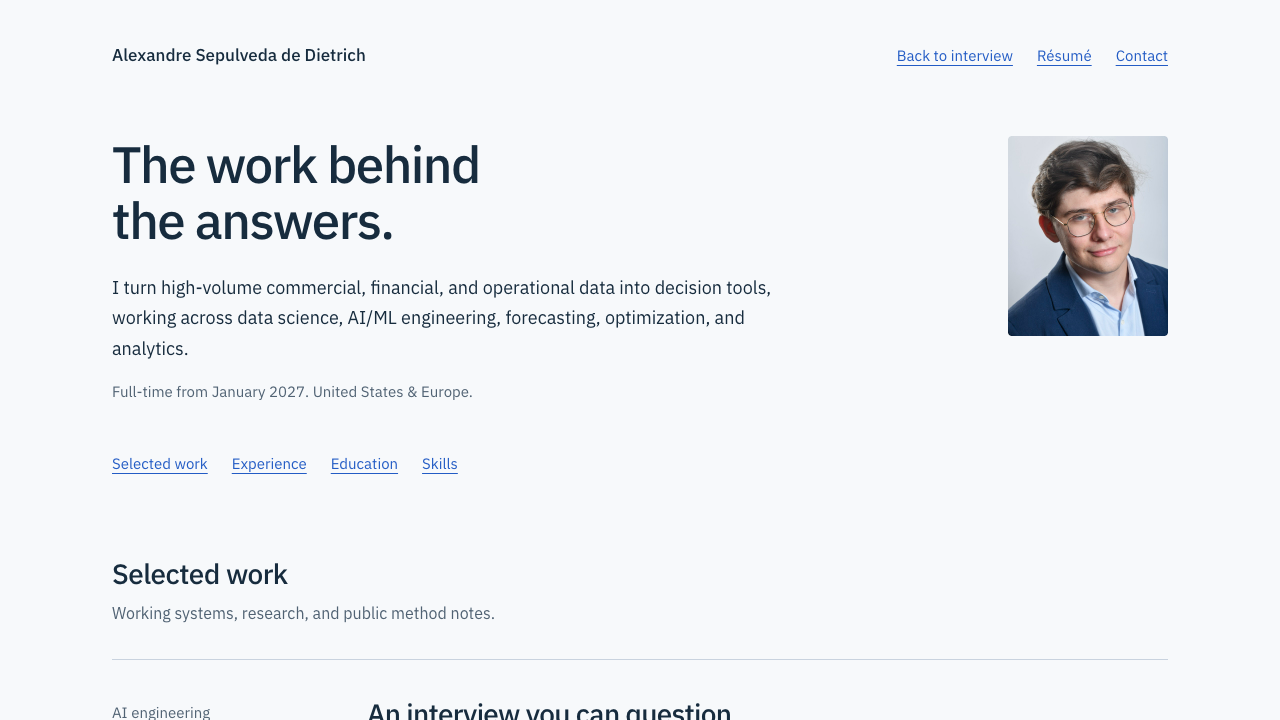 Alexandre Sepulveda de Dietrich
Back to interview Résumé Contact
The work behind
the answers.
I turn high-volume commercial, financial, and operational data into decision tools,
working across data science, AI/ML engineering, forecasting, optimization, and
analytics.
Full-time from January 2027. United States & Europe.
Selected work Experience Education Skills
Selected work
Working systems, research, and public method notes.
AI engineering
An interview you can question